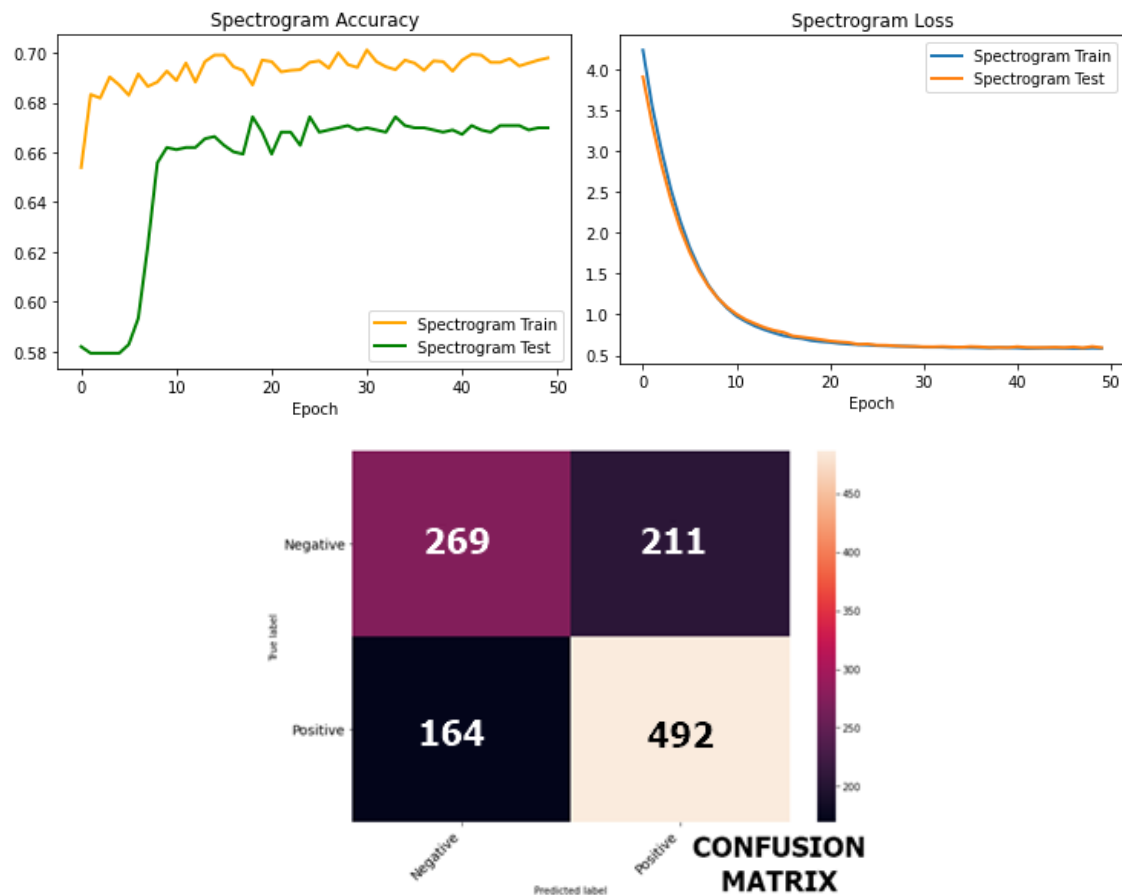 Spectrogram Accuracy
0.70
0.68
0.66
0.64
0.62
0.60
0.58
Spectrogram Train
Spectrogram Test
0 10 20 30 40 50
Epoch
Spectrogram Loss
4.0
3.5
3.0
2.5
2.0
1.5
1.0
0.5
Spectrogram Train
Spectrogram Test
0 10 20 30 40 50
Epoch
True label
Negative
Positive
269 211
164 492
Negative Positive
Predicted label
450
400
350
300
250
200
CONFUSION
MATRIX